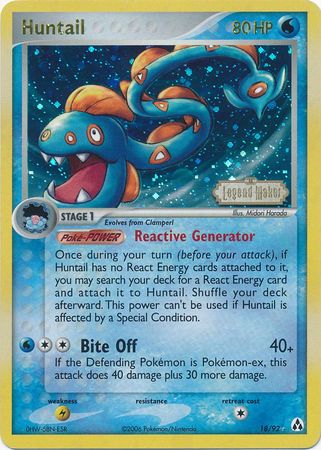 Huntail
80 HP
Legend Maker
Illus. Midori Harada
STAGE 1
Evolves from Clamperl
Poké-POWER Reactive Generator
Once during your turn (before your attack), if
Huntail has no React Energy cards attached to it,
you may search your deck for a React Energy card
and attach it to Huntail. Shuffle your deck
afterward. This power can't be used if Huntail is
affected by a Special Condition.
Bite Off 40+
If the Defending Pokémon is Pokémon-ex, this
attack does 40 damage plus 30 more damage.
weakness resistance retreat cost
0HW-58N-ESR ©2006 Pokémon/Nintendo 18/92